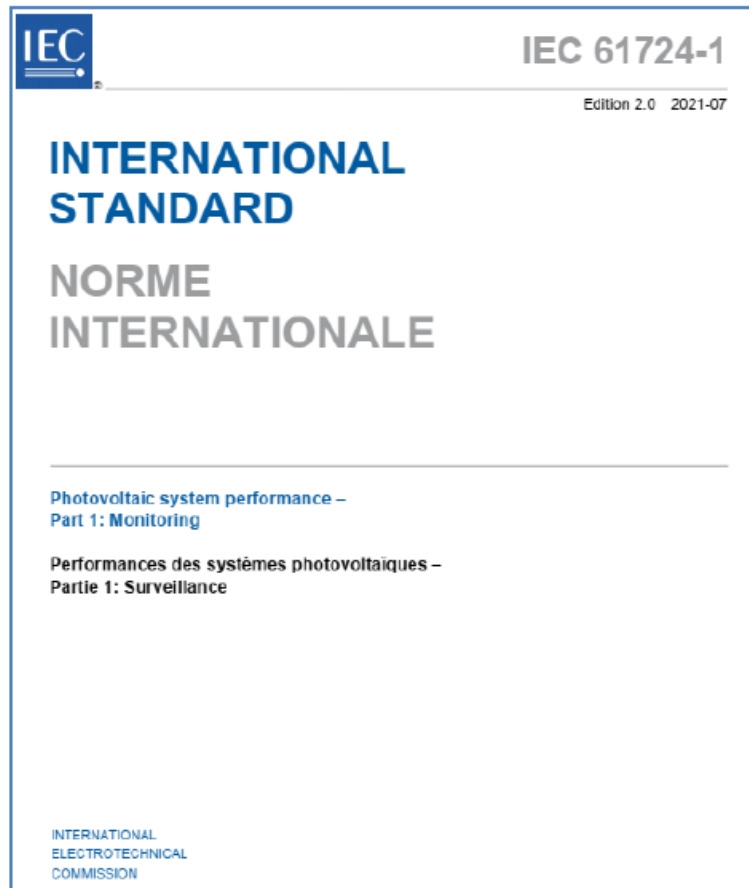 IEC
®
IEC 61724-1
Edition 2.0 2021-07
INTERNATIONAL
STANDARD
NORME
INTERNATIONALE
Photovoltaic system performance –
Part 1: Monitoring
Performances des systèmes photovoltaïques –
Partie 1: Surveillance
INTERNATIONAL
ELECTROTECHNICAL
COMMISSION